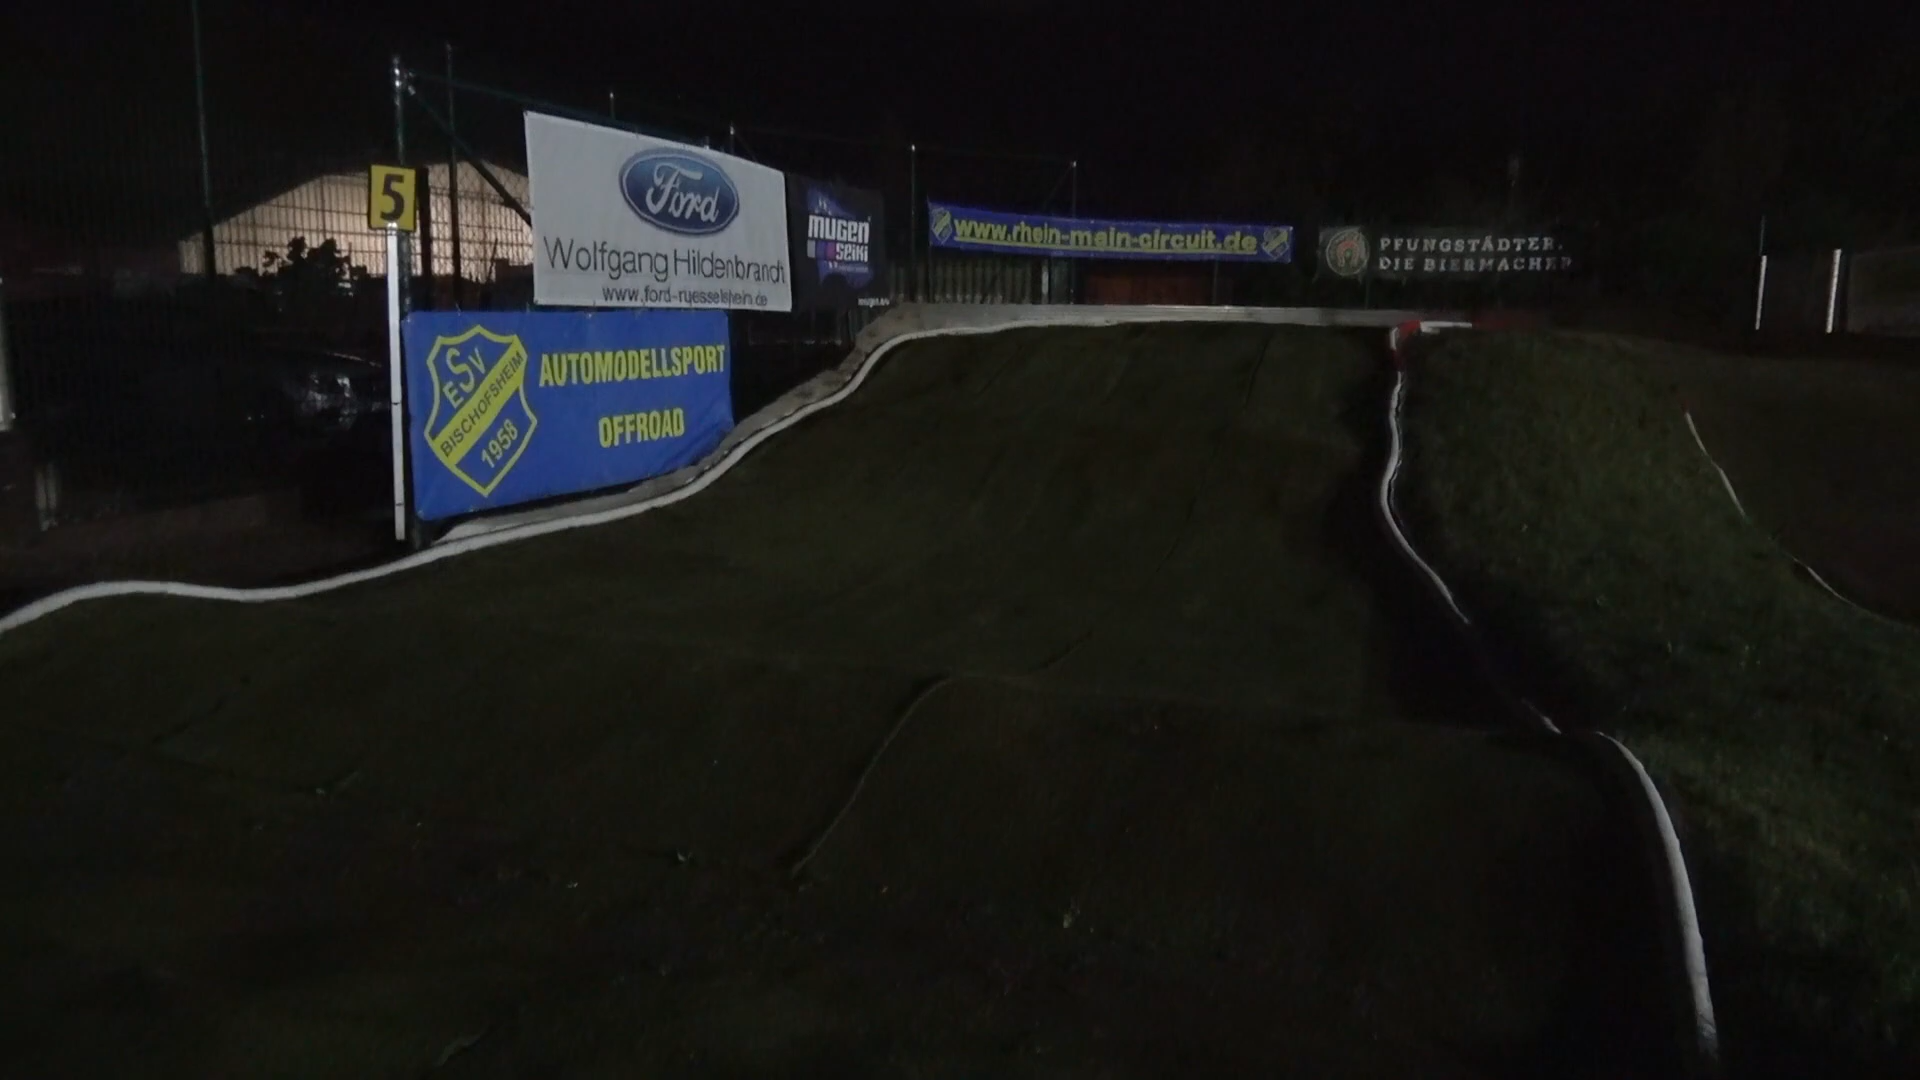 5
Ford
Wolfgang Hildenbrandt
www.ford-ruesselsheim.de
MUGEN
SEIKI
www.rhein-main-circuit.de
PFUNGSTÄDTER.
DIE BIERMACHER
ESV
BISCHOFSHEIM
1958
AUTOMODELLSPORT
OFFROAD